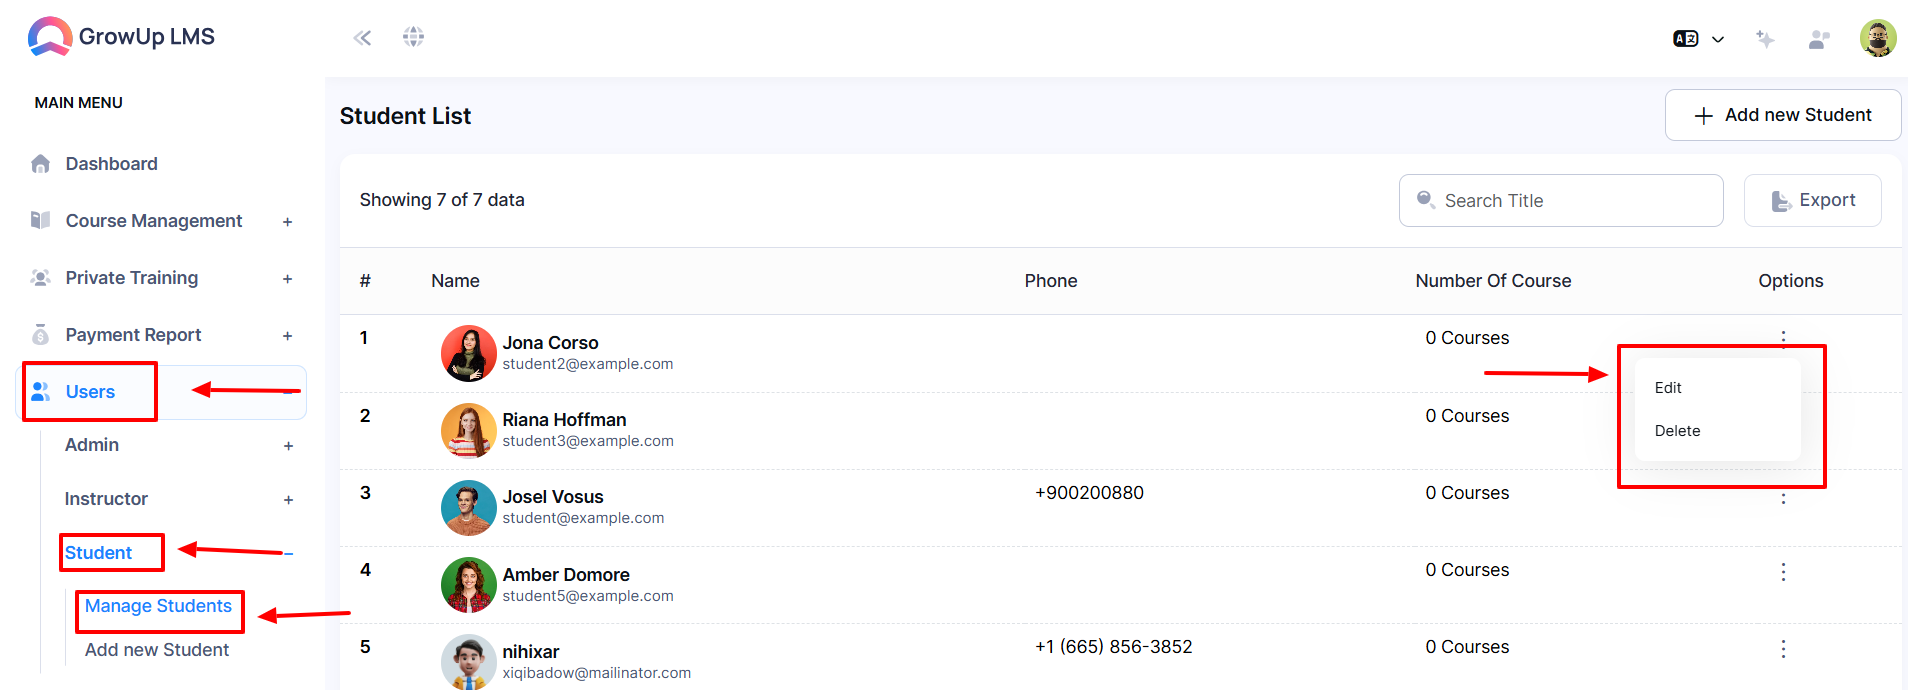 GrowUp LMS
MAIN MENU
Dashboard
Course Management +
Private Training +
Payment Report +
Users
Admin +
Instructor +
Student −
Manage Students
Add new Student
Student List
+ Add new Student
Showing 7 of 7 data
Search Title
Export
# Name Phone Number Of Course Options
1 Jona Corso 0 Courses
student2@example.com
2 Riana Hoffman 0 Courses
student3@example.com
3 Josel Vosus +900200880 0 Courses
student@example.com
4 Amber Domore 0 Courses
student5@example.com
5 nihixar +1 (665) 856-3852 0 Courses
xiqibadow@mailinator.com
Edit
Delete